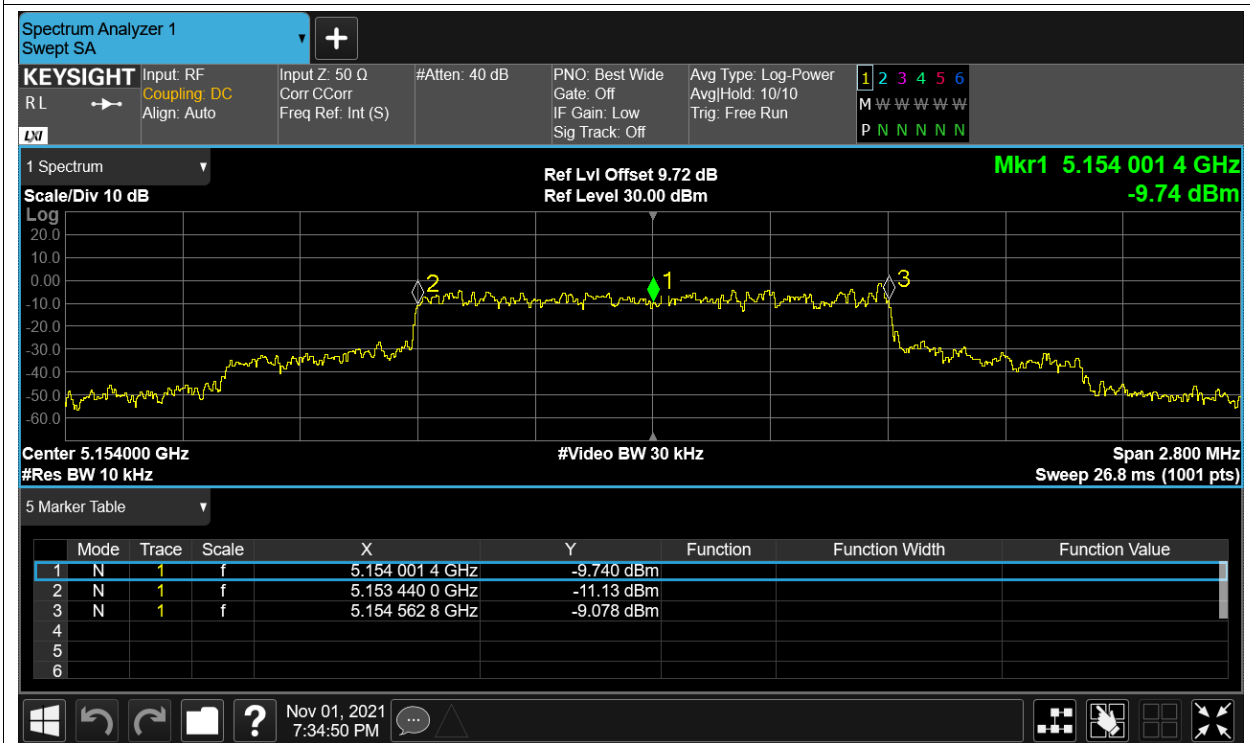 Spectrum Analyzer 1
Swept SA
KEYSIGHT Input: RF Input Z: 50 Ω #Atten: 40 dB PNO: Best Wide Avg Type: Log-Power 1 2 3 4 5 6
R L Coupling: DC Corr CCorr Gate: Off Avg|Hold: 10/10 M W W W W W
Align: Auto Freq Ref: Int (S) IF Gain: Low Trig: Free Run
LXI Sig Track: Off P N N N N N
1 Spectrum Ref Lvl Offset 9.72 dB Mkr1 5.154 001 4 GHz
Scale/Div 10 dB Ref Level 30.00 dBm -9.74 dBm
Log
20.0
10.0
0.00 2 1 3
-10.0
-20.0
-30.0
-40.0
-50.0
-60.0
Center 5.154000 GHz #Video BW 30 kHz Span 2.800 MHz
#Res BW 10 kHz Sweep 26.8 ms (1001 pts)
5 Marker Table
Mode Trace Scale X Y Function Function Width Function Value
1 N 1 f 5.154 001 4 GHz -9.740 dBm
2 N 1 f 5.153 440 0 GHz -11.13 dBm
3 N 1 f 5.154 562 8 GHz -9.078 dBm
4
5
6
? Nov 01, 2021
7:34:50 PM